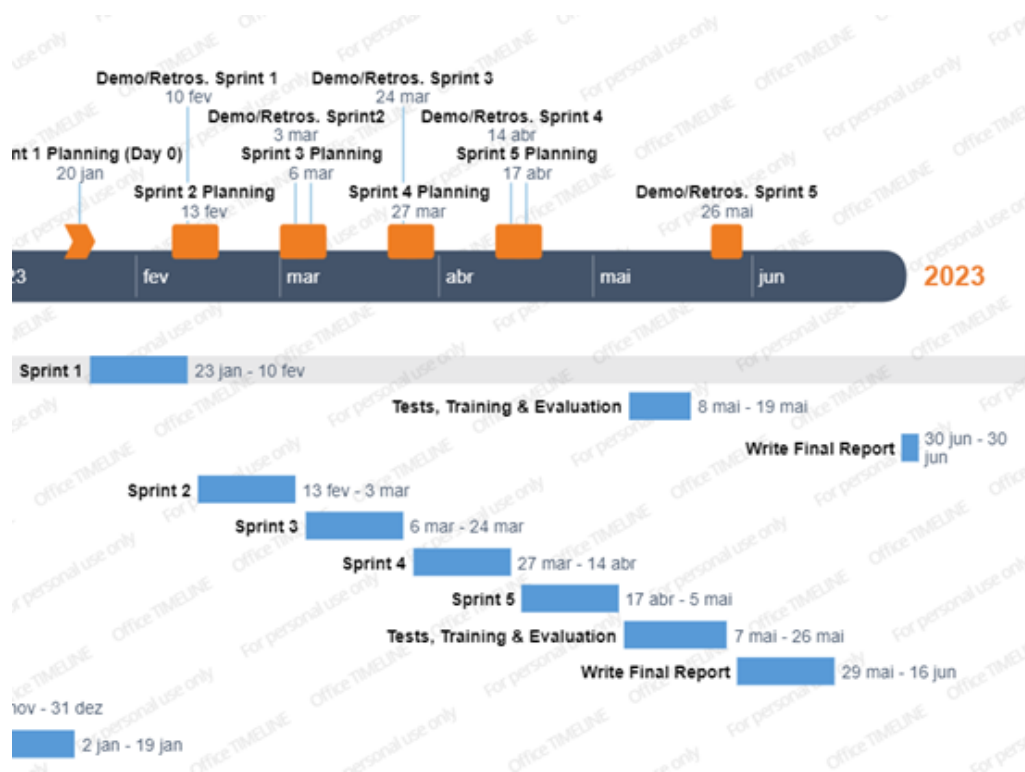 Demo/Retros. Sprint 1
10 fev
Demo/Retros. Sprint 3
24 mar
Demo/Retros. Sprint2
3 mar
Demo/Retros. Sprint 4
14 abr
nt 1 Planning (Day 0)
20 jan
Sprint 3 Planning
6 mar
Sprint 5 Planning
17 abr
Sprint 2 Planning
13 fev
Sprint 4 Planning
27 mar
Demo/Retros. Sprint 5
26 mai
23 fev mar abr mai jun 2023
Sprint 1 23 jan - 10 fev
Tests, Training & Evaluation 8 mai - 19 mai
Write Final Report 30 jun - 30
jun
Sprint 2 13 fev - 3 mar
Sprint 3 6 mar - 24 mar
Sprint 4 27 mar - 14 abr
Sprint 5 17 abr - 5 mai
Tests, Training & Evaluation 7 mai - 26 mai
Write Final Report 29 mai - 16 jun
nov - 31 dez
2 jan - 19 jan
For personal use only
Office TIMELINE